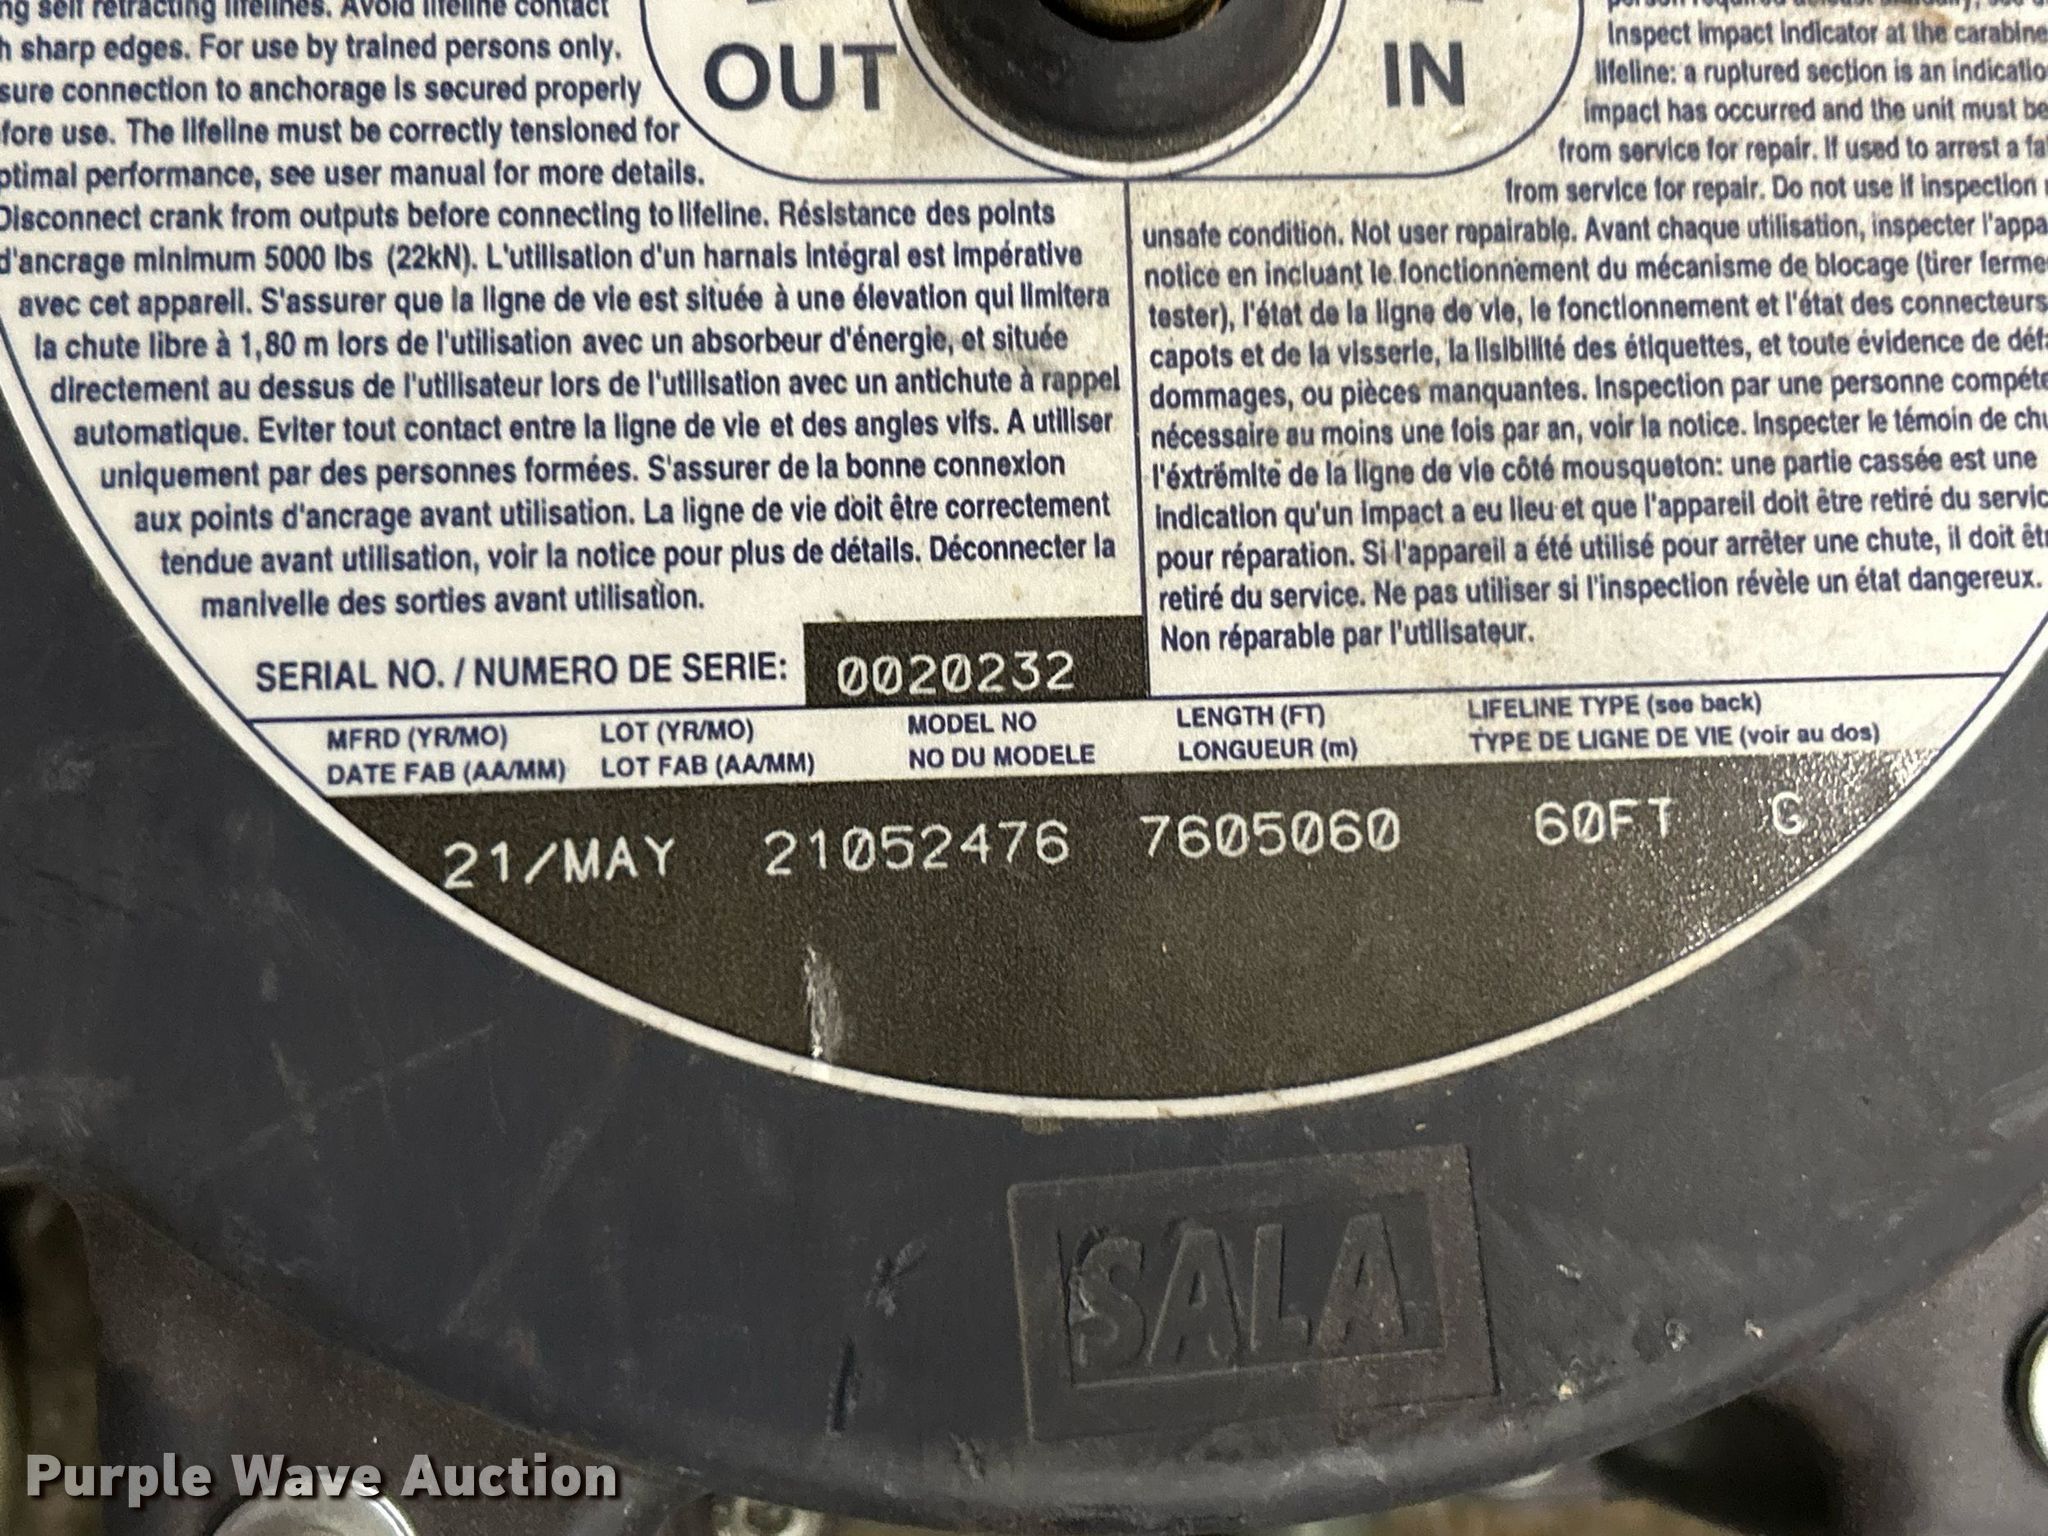 self retracting lifelines. Avoid lifeline contact
sharp edges. For use by trained persons only.
sure connection to anchorage is secured properly
fore use. The lifeline must be correctly tensioned for
ptimal performance, see user manual for more details.
Disconnect crank from outputs before connecting to lifeline. Résistance des points
d'ancrage minimum 5000 lbs (22kN). L'utilisation d'un harnais intégral est impérative
avec cet appareil. S'assurer que la ligne de vie est située à une élevation qui limitera
la chute libre à 1,80 m lors de l'utilisation avec un absorbeur d'énergie, et située
directement au dessus de l'utilisateur lors de l'utilisation avec un antichute à rappel
automatique. Eviter tout contact entre la ligne de vie et des angles vifs. A utiliser
uniquement par des personnes formées. S'assurer de la bonne connexion
aux points d'ancrage avant utilisation. La ligne de vie doit être correctement
tendue avant utilisation, voir la notice pour plus de détails. Déconnecter la
manivelle des sorties avant utilisation.
OUT
IN
Inspect impact indicator at the carabine
lifeline: a ruptured section is an indicatio
impact has occurred and the unit must be
from service for repair. If used to arrest a fa
from service for repair. Do not use if inspection
unsafe condition. Not user repairable. Avant chaque utilisation, inspecter l'appa
notice en incluant le fonctionnement du mécanisme de blocage (tirer ferme
tester), l'état de la ligne de vie, le fonctionnement et l'état des connecteurs
capots et de la visserie, la lisibilité des étiquettes, et toute évidence de déf
dommages, ou pièces manquantes. Inspection par une personne compéte
nécessaire au moins une fois par an, voir la notice. Inspecter le témoin de chu
l'éxtrémite de la ligne de vie côté mousqueton: une partie cassée est une
indication qu'un impact a eu lieu et que l'appareil doit être retiré du servic
pour réparation. Si l'appareil a été utilisé pour arrêter une chute, il doit êt
retiré du service. Ne pas utiliser si l'inspection révèle un état dangereux.
Non réparable par l'utilisateur.
SERIAL NO. / NUMERO DE SERIE: 0020232
MFRD (YR/MO) LOT (YR/MO) MODEL NO LENGTH (FT) LIFELINE TYPE (see back)
DATE FAB (AA/MM) LOT FAB (AA/MM) NO DU MODELE LONGUEUR (m) TYPE DE LIGNE DE VIE (voir au dos)
21/MAY 21052476 7605060 60FT G
SALA
Purple Wave Auction